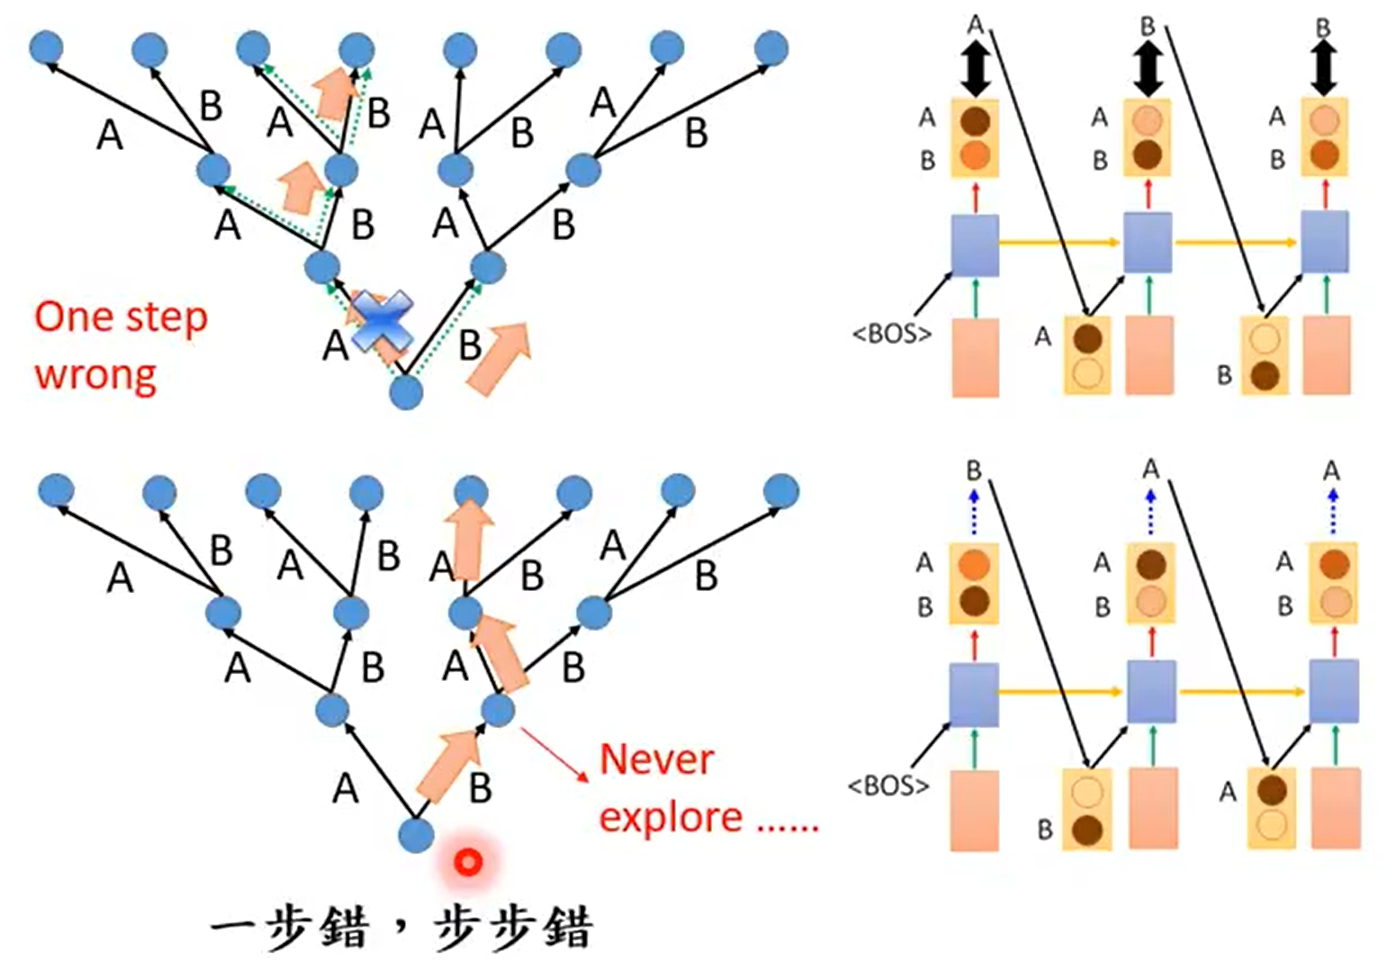 A B A B A B A B
A B A B
One step
wrong
A B
A B B
A A A
B B B
<BOS>
A B
A B A B A B A B
A B A B
Never
explore ......
A B
B A A
A A A
B B B
<BOS>
B A
一步錯，步步錯